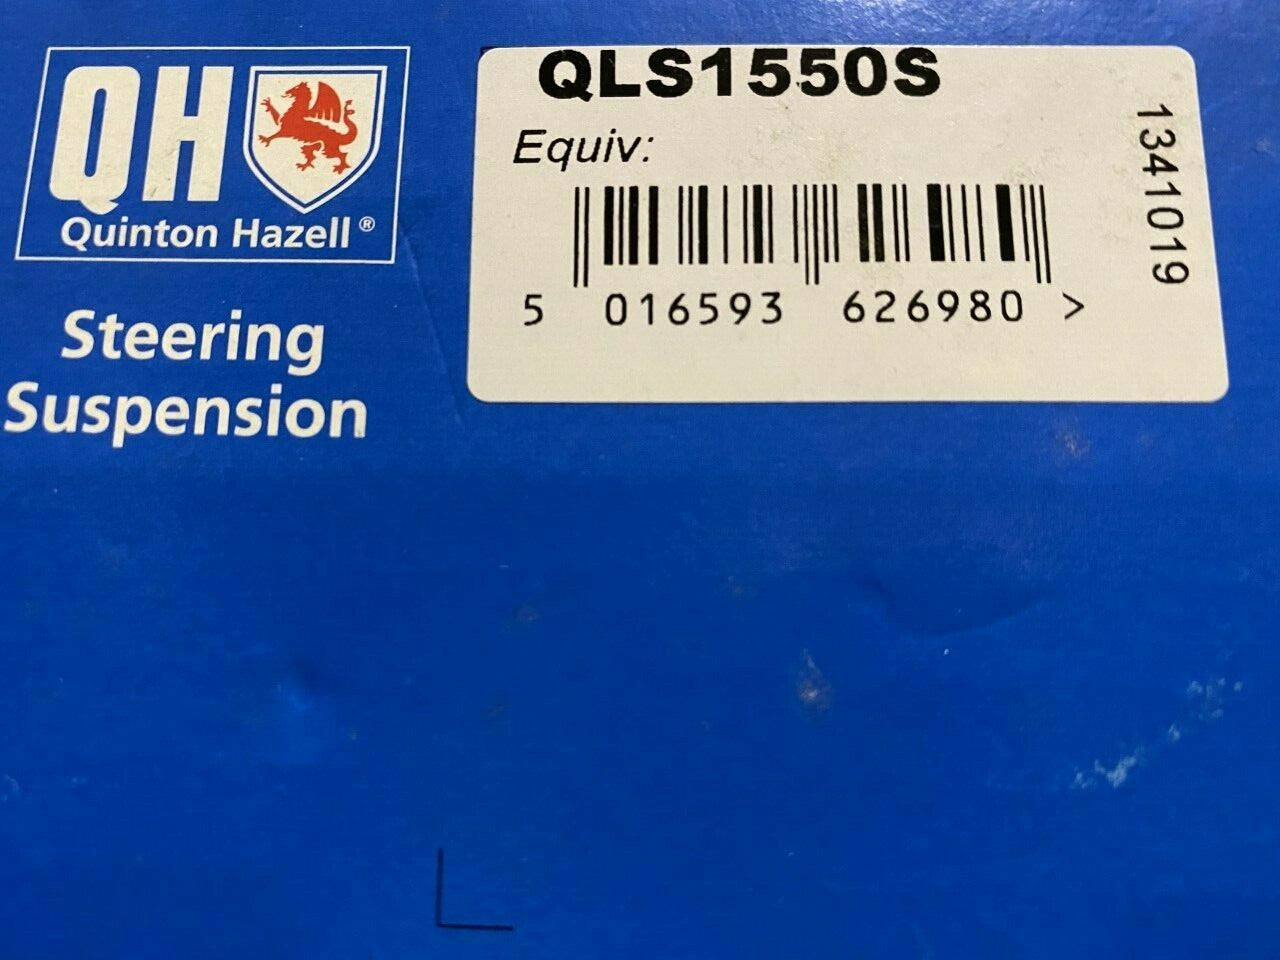 QH
Quinton Hazell®
Steering
Suspension
QLS1550S
Equiv:
5 016593 626980 >
1341019